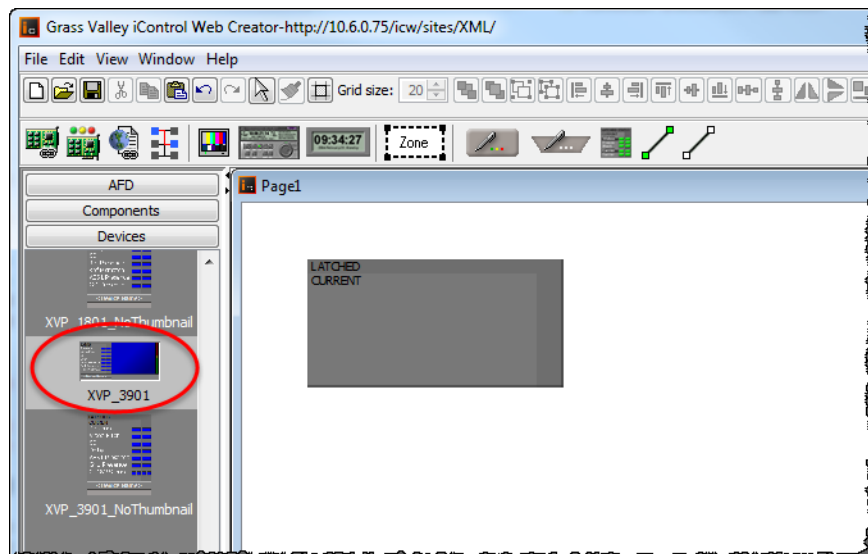 Grass Valley iControl Web Creator-http://10.6.0.75/icw/sites/XML/
File Edit View Window Help
Grid size: 20
09:34:27 Zone
AFD
Components
Devices
Page1
LATCHED
CURRENT
XVP_1801_NoThumbnail
XVP_3901
XVP_3901_NoThumbnail